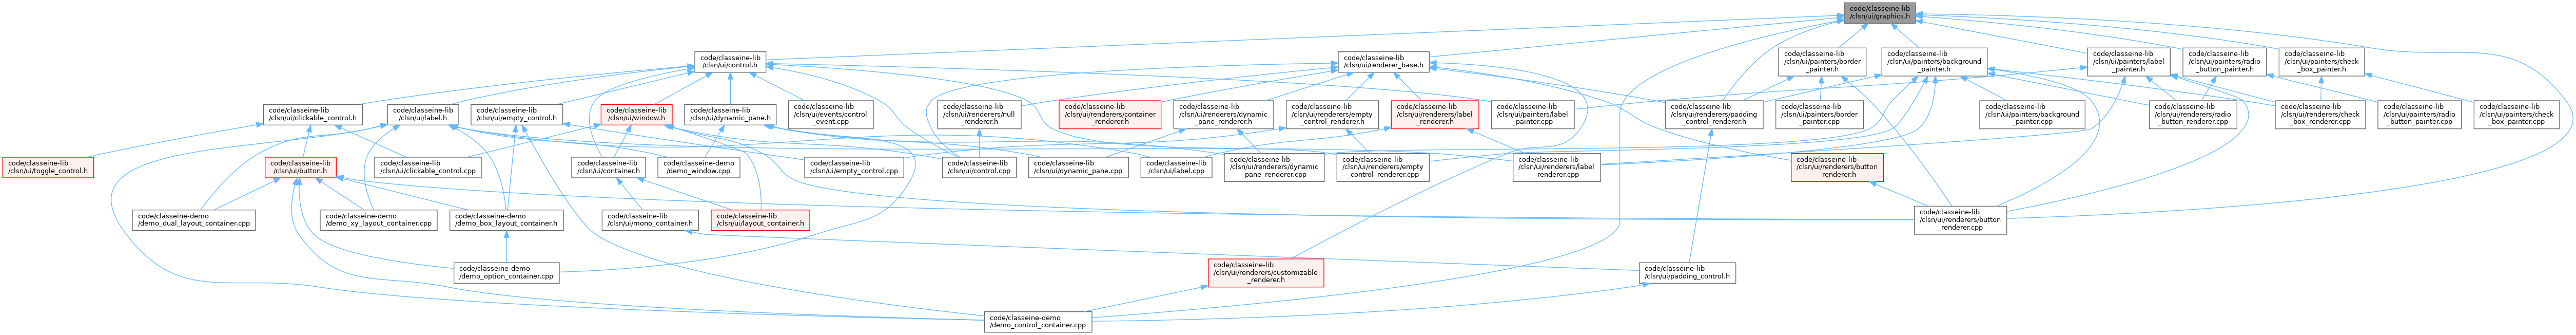 code/classeine-lib
/clsn/ui/graphics.h
code/classeine-lib
/clsn/ui/control.h
code/classeine-lib
/clsn/ui/renderer_base.h
code/classeine-lib
/clsn/ui/painters/border
_painter.h
code/classeine-lib
/clsn/ui/painters/background
_painter.h
code/classeine-lib
/clsn/ui/painters/label
_painter.h
code/classeine-lib
/clsn/ui/painters/radio
_button_painter.h
code/classeine-lib
/clsn/ui/painters/check
_box_painter.h
code/classeine-lib
/clsn/ui/clickable_control.h
code/classeine-lib
/clsn/ui/label.h
code/classeine-lib
/clsn/ui/empty_control.h
code/classeine-lib
/clsn/ui/window.h
code/classeine-lib
/clsn/ui/dynamic_pane.h
code/classeine-lib
/clsn/ui/events/control
_event.cpp
code/classeine-lib
/clsn/ui/renderers/null
_renderer.h
code/classeine-lib
/clsn/ui/renderers/container
_renderer.h
code/classeine-lib
/clsn/ui/renderers/dynamic
_pane_renderer.h
code/classeine-lib
/clsn/ui/renderers/empty
_control_renderer.h
code/classeine-lib
/clsn/ui/renderers/label
_renderer.h
code/classeine-lib
/clsn/ui/painters/label
_painter.cpp
code/classeine-lib
/clsn/ui/renderers/padding
_control_renderer.h
code/classeine-lib
/clsn/ui/painters/border
_painter.cpp
code/classeine-lib
/clsn/ui/painters/background
_painter.cpp
code/classeine-lib
/clsn/ui/renderers/radio
_button_renderer.cpp
code/classeine-lib
/clsn/ui/renderers/check
_box_renderer.cpp
code/classeine-lib
/clsn/ui/painters/radio
_button_painter.cpp
code/classeine-lib
/clsn/ui/painters/check
_box_painter.cpp
code/classeine-lib
/clsn/ui/toggle_control.h
code/classeine-lib
/clsn/ui/button.h
code/classeine-lib
/clsn/ui/clickable_control.cpp
code/classeine-lib
/clsn/ui/container.h
code/classeine-demo
/demo_window.cpp
code/classeine-lib
/clsn/ui/empty_control.cpp
code/classeine-lib
/clsn/ui/control.cpp
code/classeine-lib
/clsn/ui/dynamic_pane.cpp
code/classeine-lib
/clsn/ui/label.cpp
code/classeine-lib
/clsn/ui/renderers/dynamic
_pane_renderer.cpp
code/classeine-lib
/clsn/ui/renderers/empty
_control_renderer.cpp
code/classeine-lib
/clsn/ui/renderers/label
_renderer.cpp
code/classeine-lib
/clsn/ui/renderers/button
_renderer.h
code/classeine-demo
/demo_dual_layout_container.cpp
code/classeine-demo
/demo_xy_layout_container.cpp
code/classeine-demo
/demo_box_layout_container.h
code/classeine-lib
/clsn/ui/mono_container.h
code/classeine-lib
/clsn/ui/layout_container.h
code/classeine-lib
/clsn/ui/renderers/button
_renderer.cpp
code/classeine-demo
/demo_option_container.cpp
code/classeine-lib
/clsn/ui/renderers/customizable
_renderer.h
code/classeine-lib
/clsn/ui/padding_control.h
code/classeine-demo
/demo_control_container.cpp